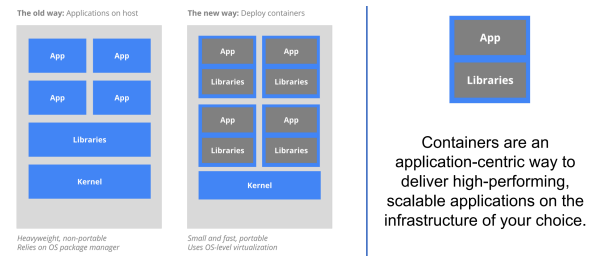 The old way: Applications on host
App App
App App
Libraries
Kernel
Heavyweight, non-portable
Relies on OS package manager
The new way: Deploy containers
App App
Libraries Libraries
App App
Libraries Libraries
Kernel
Small and fast, portable
Uses OS-level virtualization
App
Libraries
Containers are an
application-centric way to
deliver high-performing,
scalable applications on the
infrastructure of your choice.